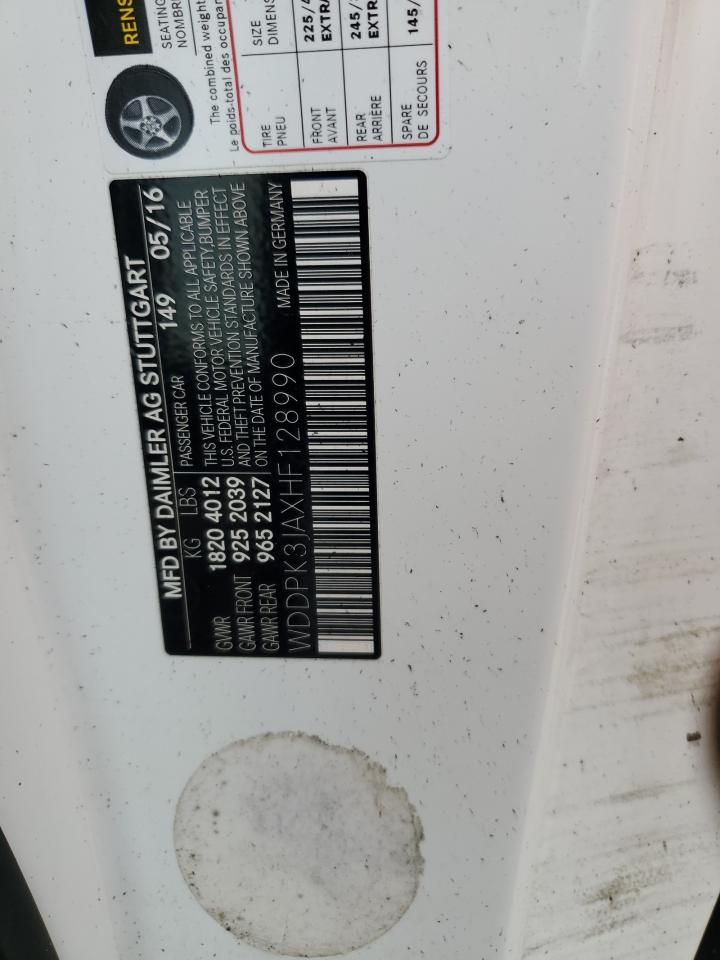 RENS
SEATING
NOMBR
The combined weight
Le poids total des occupan
TIRE
PNEU
SIZE
DIMENS
FRONT
AVANT
225/4
EXTRA
REAR
ARRIÈRE
245/
EXTR
SPARE
DE SECOURS
145/
MFD BY DAIMLER AG STUTTGART
KG LBS
149 05/16
PASSENGER CAR
GVWR 1820 4012
GAWR FRONT 925 2039
GAWR REAR 965 2127
THIS VEHICLE CONFORMS TO ALL APPLICABLE
U.S. FEDERAL MOTOR VEHICLE SAFETY,BUMPER
AND THEFT PREVENTION STANDARDS IN EFFECT
ON THE DATE OF MANUFACTURE SHOWN ABOVE
WDDPK3JAXHF128990 MADE IN GERMANY